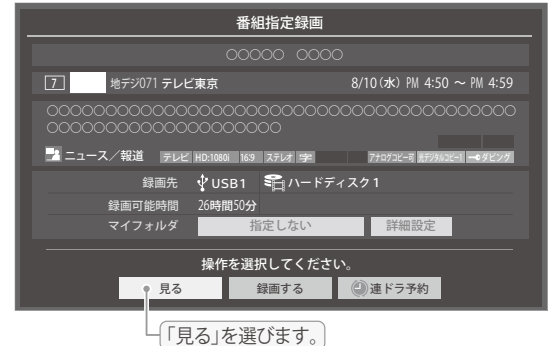 番組指定録画
○○○○○ ○○○○
7 地デジ071 テレビ東京 8/10(水) PM 4:50 ～ PM 4:59
○○○○○○○○○○○○○○○○○○○○○○○○○○○○○○○○○○○○○○○○
○○○○○○○○○○○○○○○○○○○○
ニュース／報道 テレビ HD:1080i 16:9 ステレオ 字 アナログコピー可 光デジタルコピー1 ダビング
録画先 USB1 ハードディスク1
録画可能時間 26時間50分
マイフォルダ 指定しない 詳細設定
操作を選択してください。
見る 録画する 連ドラ予約
「見る」を選びます。